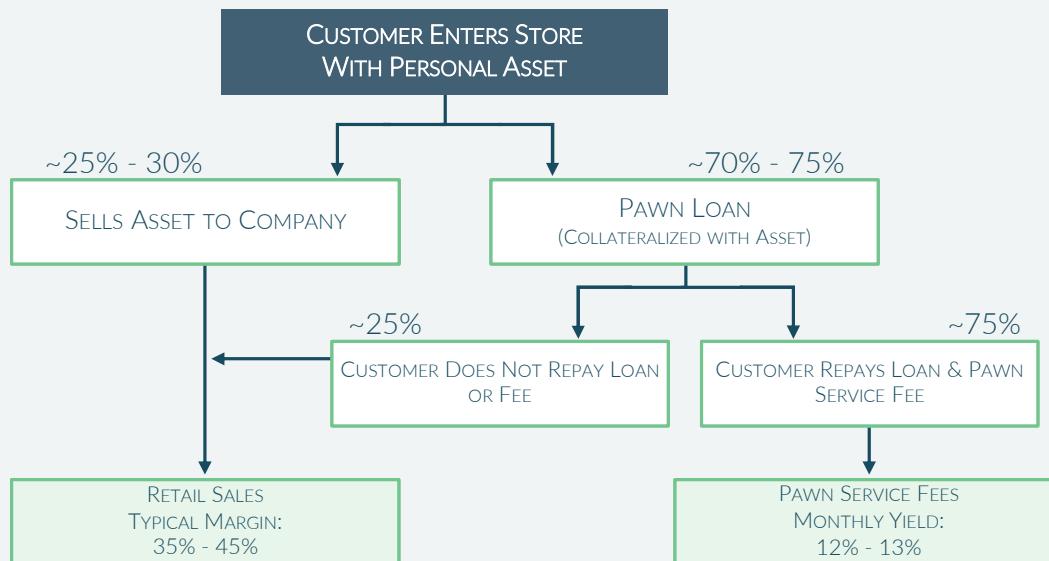 Customer Enters Store
With Personal Asset
~25% - 30%
~70% - 75%
Sells Asset to Company
Pawn Loan
(Collateralized with Asset)
~25%
~75%
Customer Does Not Repay Loan
or Fee
Customer Repays Loan & Pawn
Service Fee
Retail Sales
Typical Margin:
35% - 45%
Pawn Service Fees
Monthly Yield:
12% - 13%